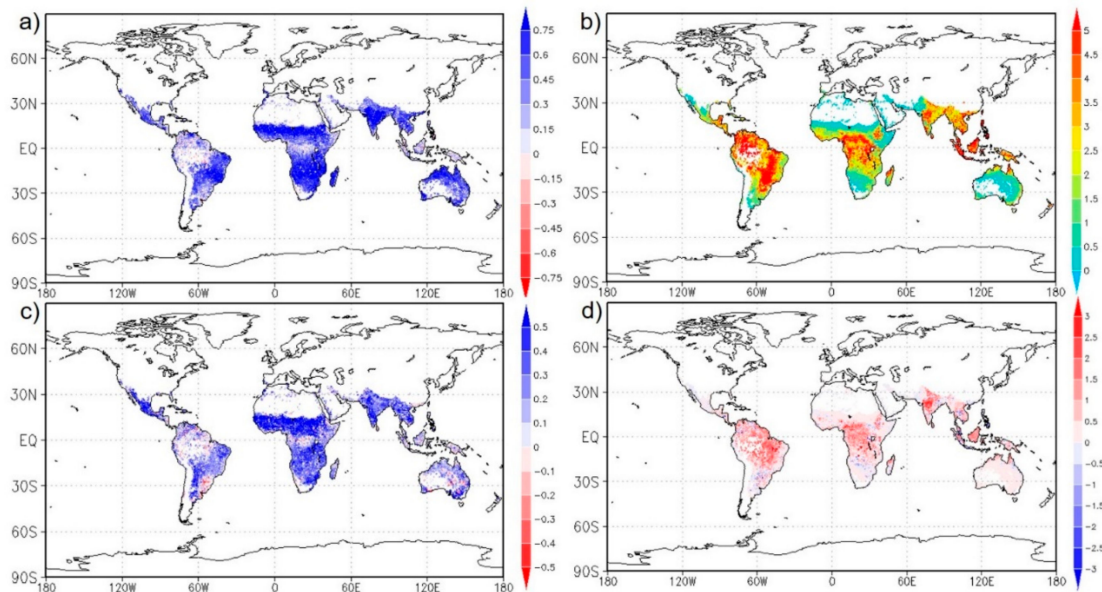 a)
0.75
0.6
0.45
0.3
0.15
0
−0.15
−0.3
−0.45
−0.6
−0.75
60N
30N
EQ
30S
60S
90S
180 120W 60W 0 60E 120E 180
b)
5
4.5
4
3.5
3
2.5
2
1.5
1
0.5
0
60N
30N
EQ
30S
60S
90S
180 120W 60W 0 60E 120E 180
c)
0.5
0.4
0.3
0.2
0.1
0
−0.1
−0.2
−0.3
−0.4
−0.5
60N
30N
EQ
30S
60S
90S
180 120W 60W 0 60E 120E 180
d)
3
2.5
2
1.5
1
0.5
0
−0.5
−1
−1.5
−2
−2.5
−3
60N
30N
EQ
30S
60S
90S
180 120W 60W 0 60E 120E 180